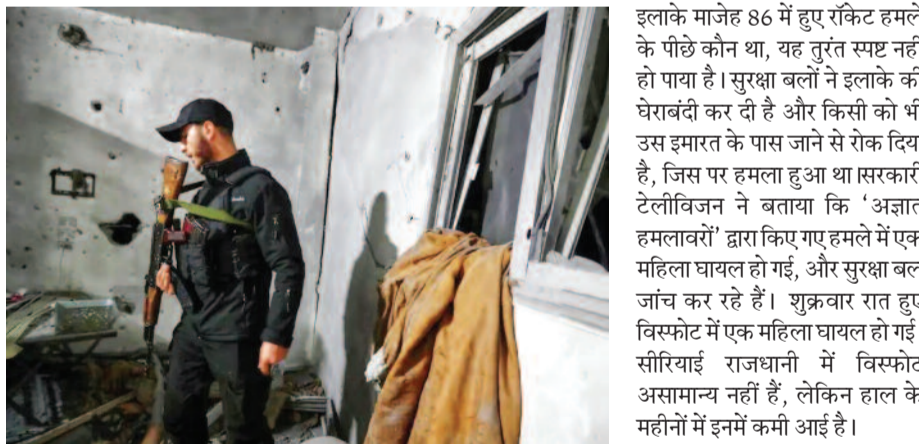 इलाके माजेह 86 में हुए रॉकेट हमले
के पीछे कौन था, यह तुरंत स्पष्ट नहीं
हो पाया है। सुरक्षा बलों ने इलाके की
घेराबंदी कर दी है और किसी को भी
उस इमारत के पास जाने से रोक दिया
है, जिस पर हमला हुआ था।सरकारी
टेलीविजन ने बताया कि ‘अज्ञात
हमलावरों’ द्वारा किए गए हमले में एक
महिला घायल हो गई, और सुरक्षा बल
जांच कर रहे हैं। शुक्रवार रात हुए
विस्फोट में एक महिला घायल हो गई
सीरियाई राजधानी में विस्फोट
असामान्य नहीं हैं, लेकिन हाल के
महीनों में इनमें कमी आई है।